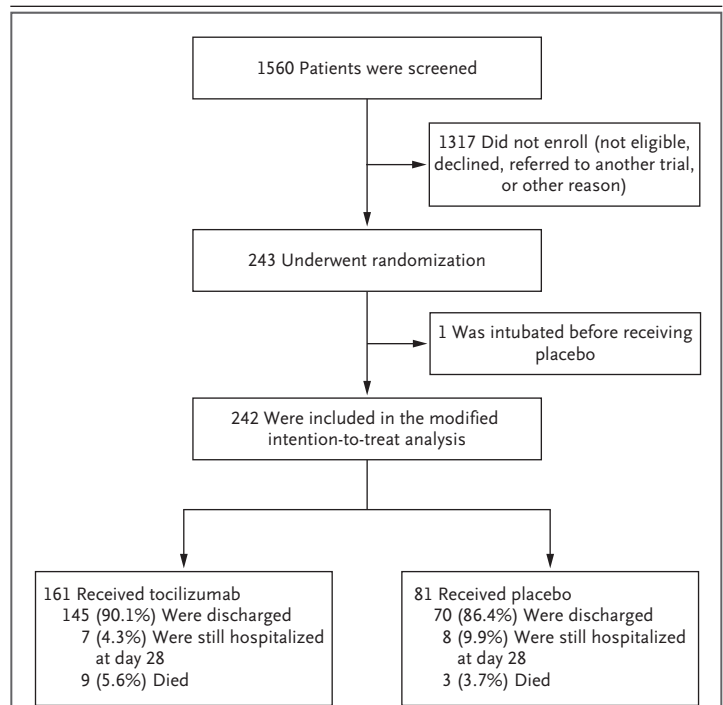 1560 Patients were screened
1317 Did not enroll (not eligible,
declined, referred to another trial,
or other reason)
243 Underwent randomization
1 Was intubated before receiving
placebo
242 Were included in the modified
intention-to-treat analysis
161 Received tocilizumab
145 (90.1%) Were discharged
7 (4.3%) Were still hospitalized
at day 28
9 (5.6%) Died
81 Received placebo
70 (86.4%) Were discharged
8 (9.9%) Were still hospitalized
at day 28
3 (3.7%) Died